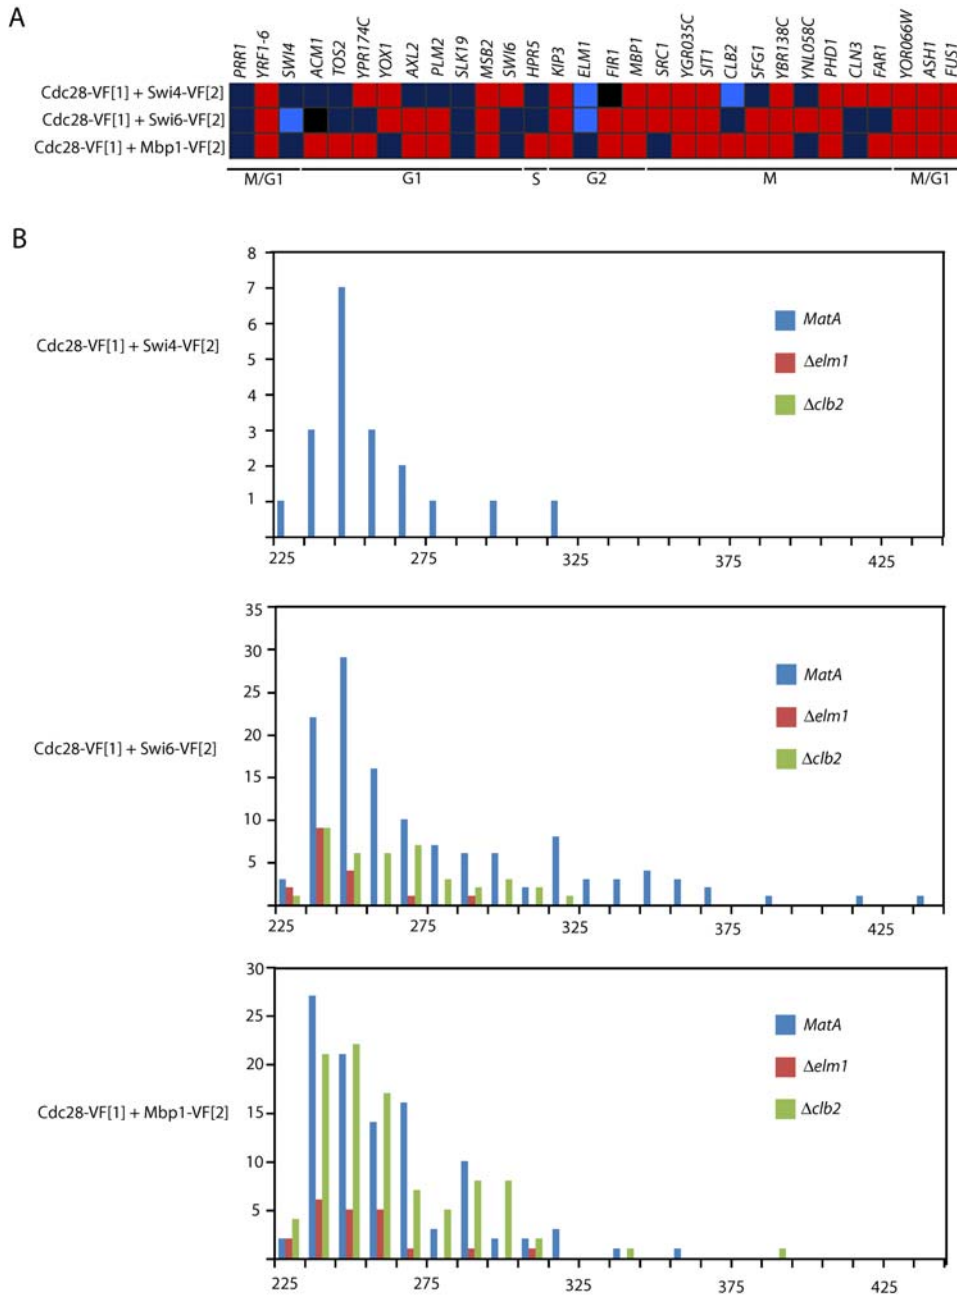 A
PRR1 YRF1-6 SWI4 ACM1 TOS2 YPR174C YOX1 AXL2 PLM2 SLK19 MSB2 SWI6 HPR5 KIP3 ELM1 FIR1 MBP1 SRC1 YGR035C SIT1 CLB2 SFG1 YBR138C YNL058C PHD1 CLN3 FAR1 YOR066W ASH1 FUS1
Cdc28-VF[1] + Swi4-VF[2]
Cdc28-VF[1] + Swi6-VF[2]
Cdc28-VF[1] + Mbp1-VF[2]
M/G1 G1 S G2 M M/G1
B
Cdc28-VF[1] + Swi4-VF[2]
8
7
6
5
4
3
2
1
MatA
Δelm1
Δclb2
225 275 325 375 425
Cdc28-VF[1] + Swi6-VF[2]
35
30
25
20
15
10
5
MatA
Δelm1
Δclb2
225 275 325 375 425
Cdc28-VF[1] + Mbp1-VF[2]
30
25
20
15
10
5
MatA
Δelm1
Δclb2
225 275 325 375 425